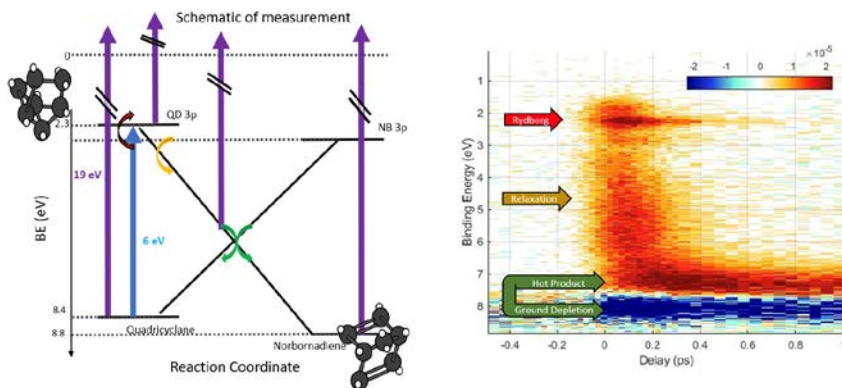 Schematic of measurement
0
QD 3p
NB 3p
2.3
19 eV
6 eV
BE (eV)
8.4
8.8
Quadricyclane
Norbornadiene
Reaction Coordinate
×10⁻⁵
-2 -1 0 1 2
1
2
3
4
5
6
7
8
Binding Energy (eV)
Rydberg
Relaxation
Hot Product
Ground Depletion
-0.4 -0.2 0 0.2 0.4 0.6 0.8 1
Delay (ps)